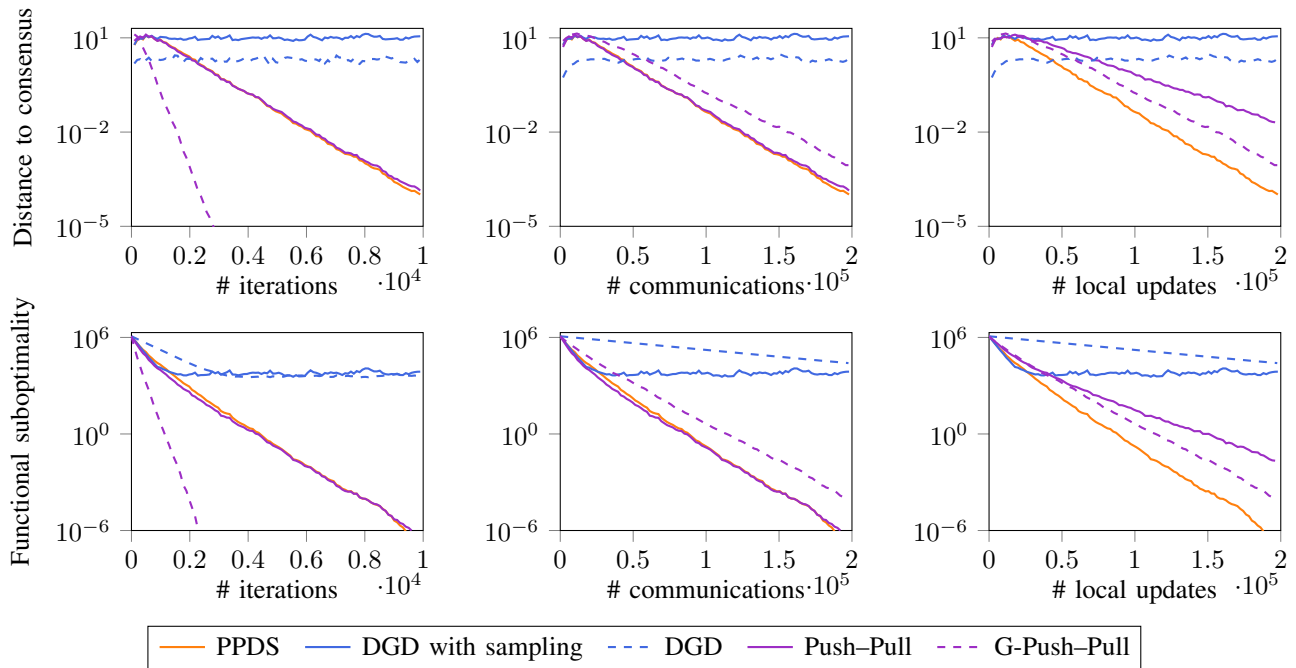 Distance to consensus
10^1
10^−2
10^−5
0 0.2 0.4 0.6 0.8 1
# iterations ·10^4
10^1
10^−2
10^−5
0 0.5 1 1.5 2
# communications ·10^5
10^1
10^−2
10^−5
0 0.5 1 1.5 2
# local updates ·10^5
Functional suboptimality
10^6
10^0
10^−6
0 0.2 0.4 0.6 0.8 1
# iterations ·10^4
10^6
10^0
10^−6
0 0.5 1 1.5 2
# communications ·10^5
10^6
10^0
10^−6
0 0.5 1 1.5 2
# local updates ·10^5
PPDS DGD with sampling DGD Push–Pull G-Push–Pull